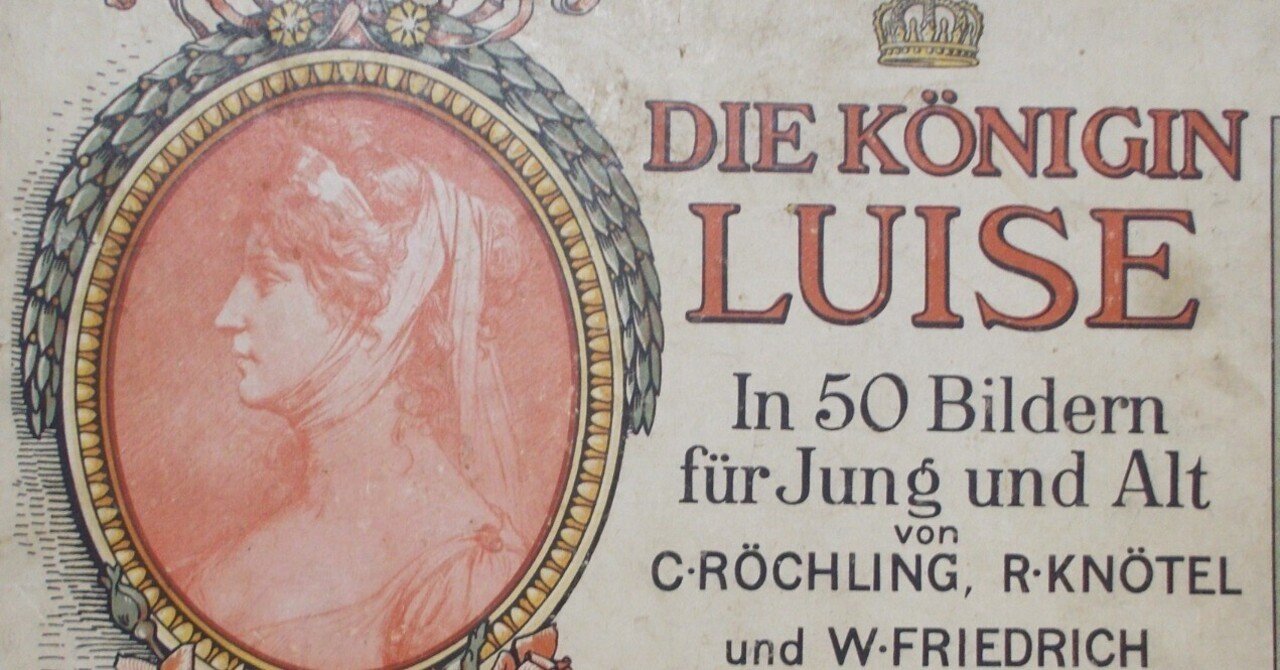 DIE KÖNIGIN
LUISE
In 50 Bildern
für Jung und Alt
von
C·RÖCHLING, R·KNÖTEL
und W·FRIEDRICH